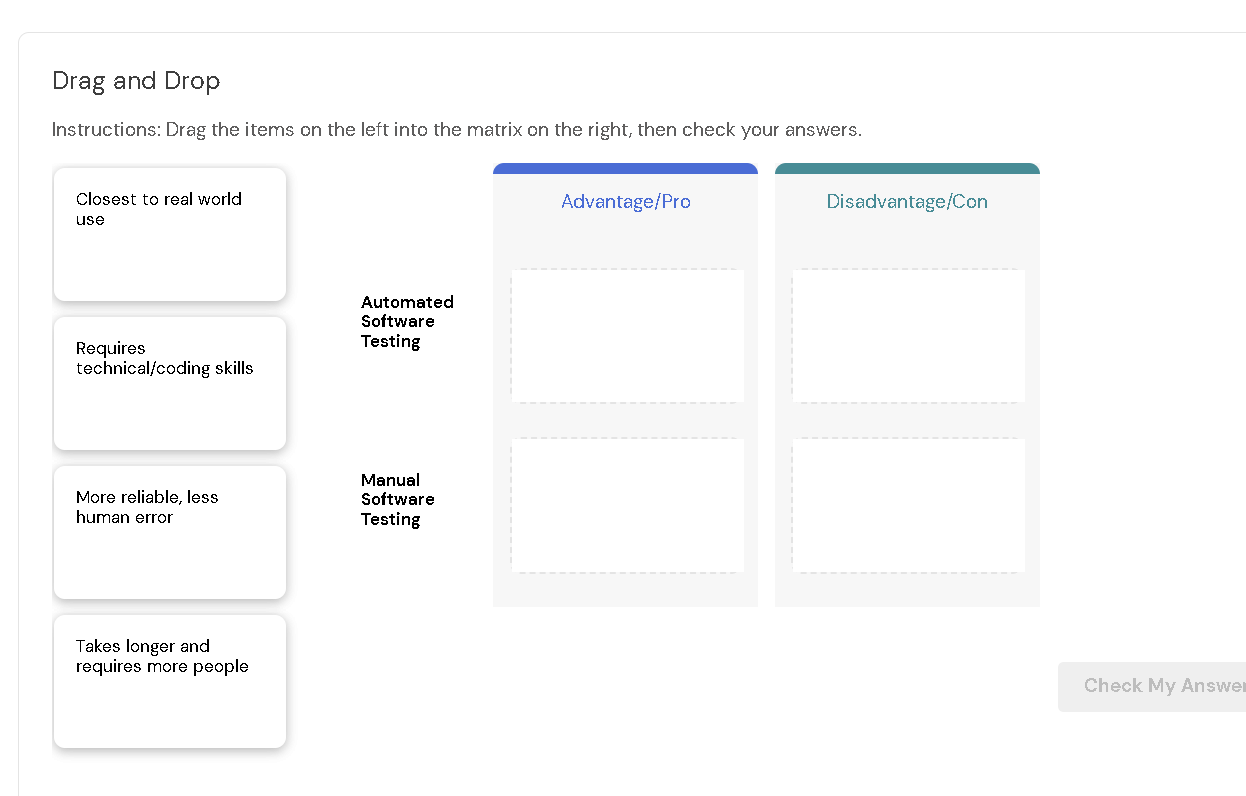 Drag and Drop
Instructions: Drag the items on the left into the matrix on the right, then check your answers.
Closest to real world
use
Requires
technical/coding skills
More reliable, less
human error
Takes longer and
requires more people
Advantage/Pro
Disadvantage/Con
Automated
Software
Testing
Manual
Software
Testing
Check My Answer